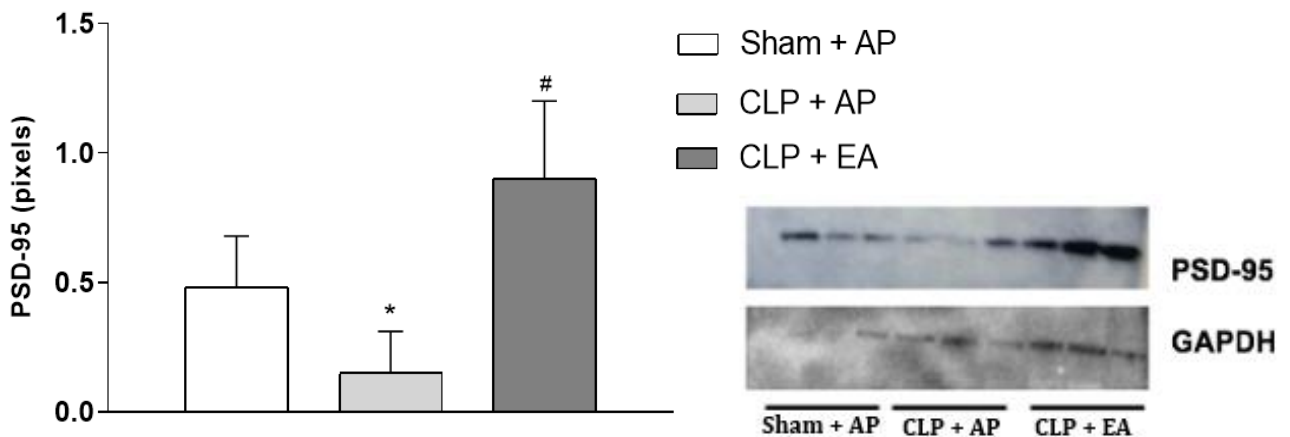 1.5
1.0
0.5
0.0
PSD-95 (pixels)
*
#
Sham + AP
CLP + AP
CLP + EA
PSD-95
GAPDH
Sham + AP CLP + AP CLP + EA